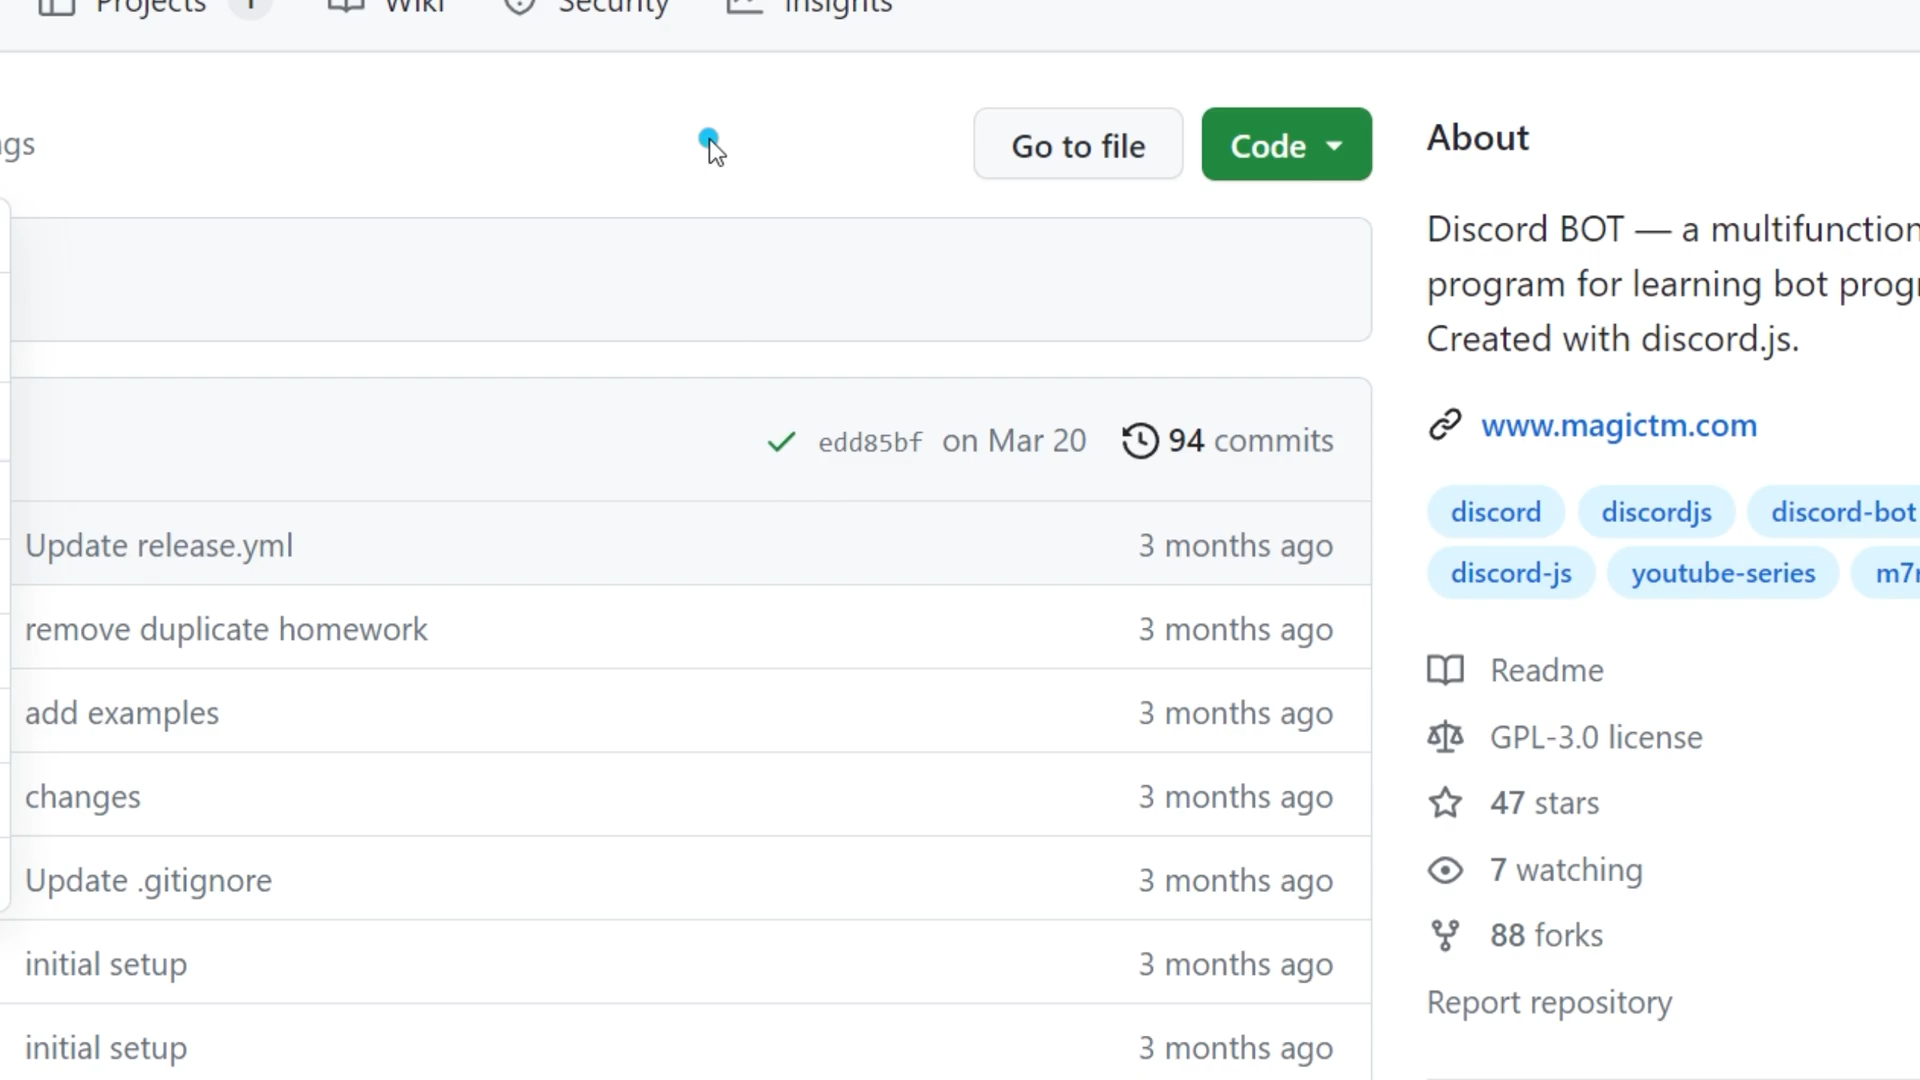 Projects 1 Wiki Security Insights
Go to file Code About
Discord BOT — a
program for learning bot
Created with discord.js.
www.magictm.com
edd85bf on Mar 20 94 commits
discord discordjs discord-bot
Update release.yml 3 months ago
discord-js youtube-series
remove duplicate homework 3 months ago
Readme
add examples 3 months ago
GPL-3.0 license
changes 3 months ago
47 stars
Update .gitignore 3 months ago
7 watching
initial setup 3 months ago
88 forks
Report repository
initial setup 3 months ago